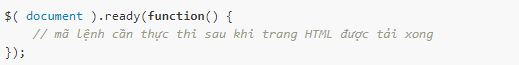 $( document ).ready(function() {
    // mã lệnh cần thực thi sau khi trang HTML được tải xong
});